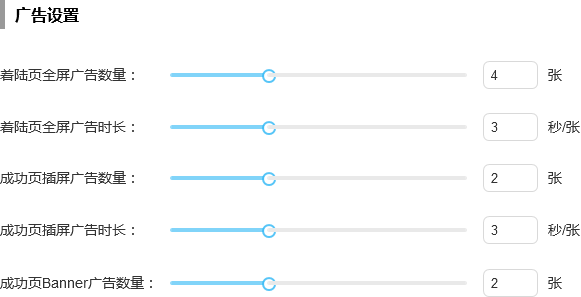 广告设置
着陆页全屏广告数量： 4 张
着陆页全屏广告时长： 3 秒/张
成功页插屏广告数量： 2 张
成功页插屏广告时长： 3 秒/张
成功页Banner广告数量： 2 张